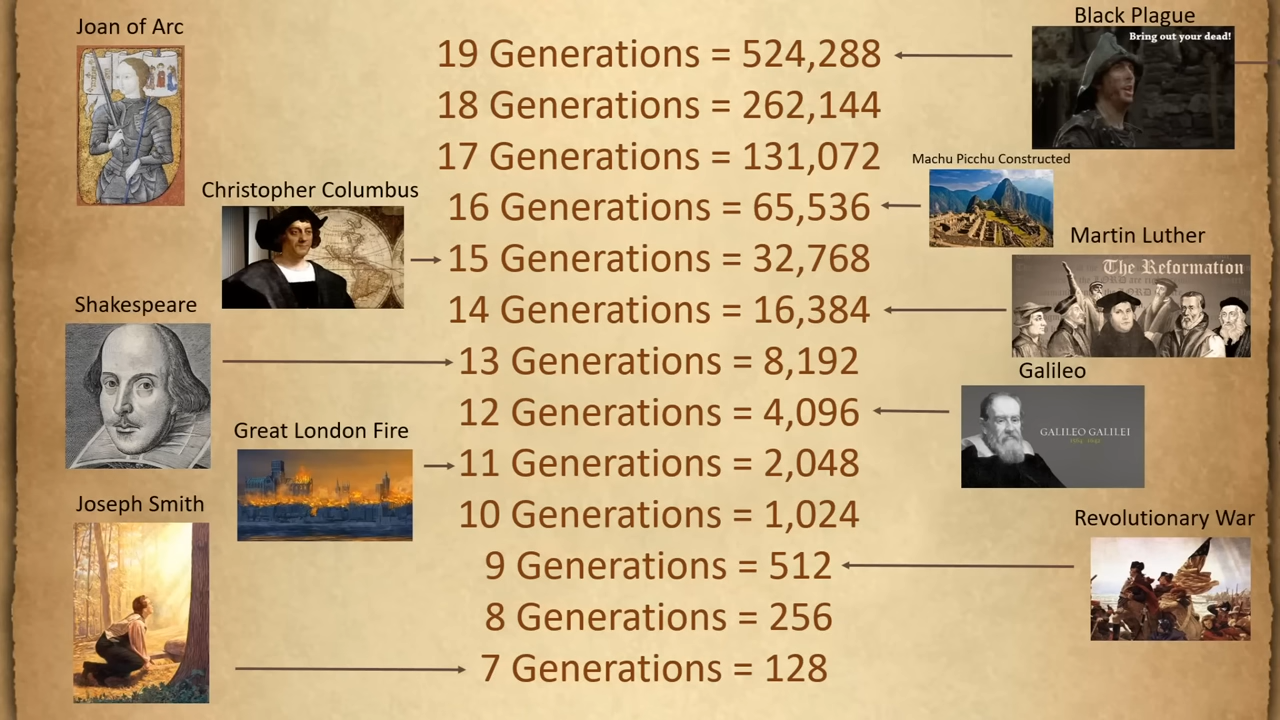 Joan of Arc
Black Plague
Bring out your dead!
19 Generations = 524,288
18 Generations = 262,144
17 Generations = 131,072
Machu Picchu Constructed
Christopher Columbus
16 Generations = 65,536
Martin Luther
15 Generations = 32,768
The Reformation
Shakespeare
14 Generations = 16,384
13 Generations = 8,192
Galileo
12 Generations = 4,096
GALILEO GALILEI
Great London Fire
11 Generations = 2,048
Joseph Smith
10 Generations = 1,024
Revolutionary War
9 Generations = 512
8 Generations = 256
7 Generations = 128